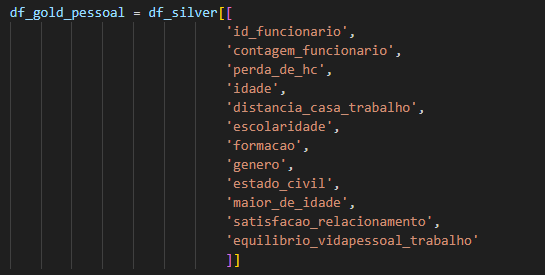 df_gold_pessoal = df_silver[[
'id_funcionario',
'contagem_funcionario',
'perda_de_hc',
'idade',
'distancia_casa_trabalho',
'escolaridade',
'formacao',
'genero',
'estado_civil',
'maior_de_idade',
'satisfacao_relacionamento',
'equilibrio_vidapessoal_trabalho'
]]